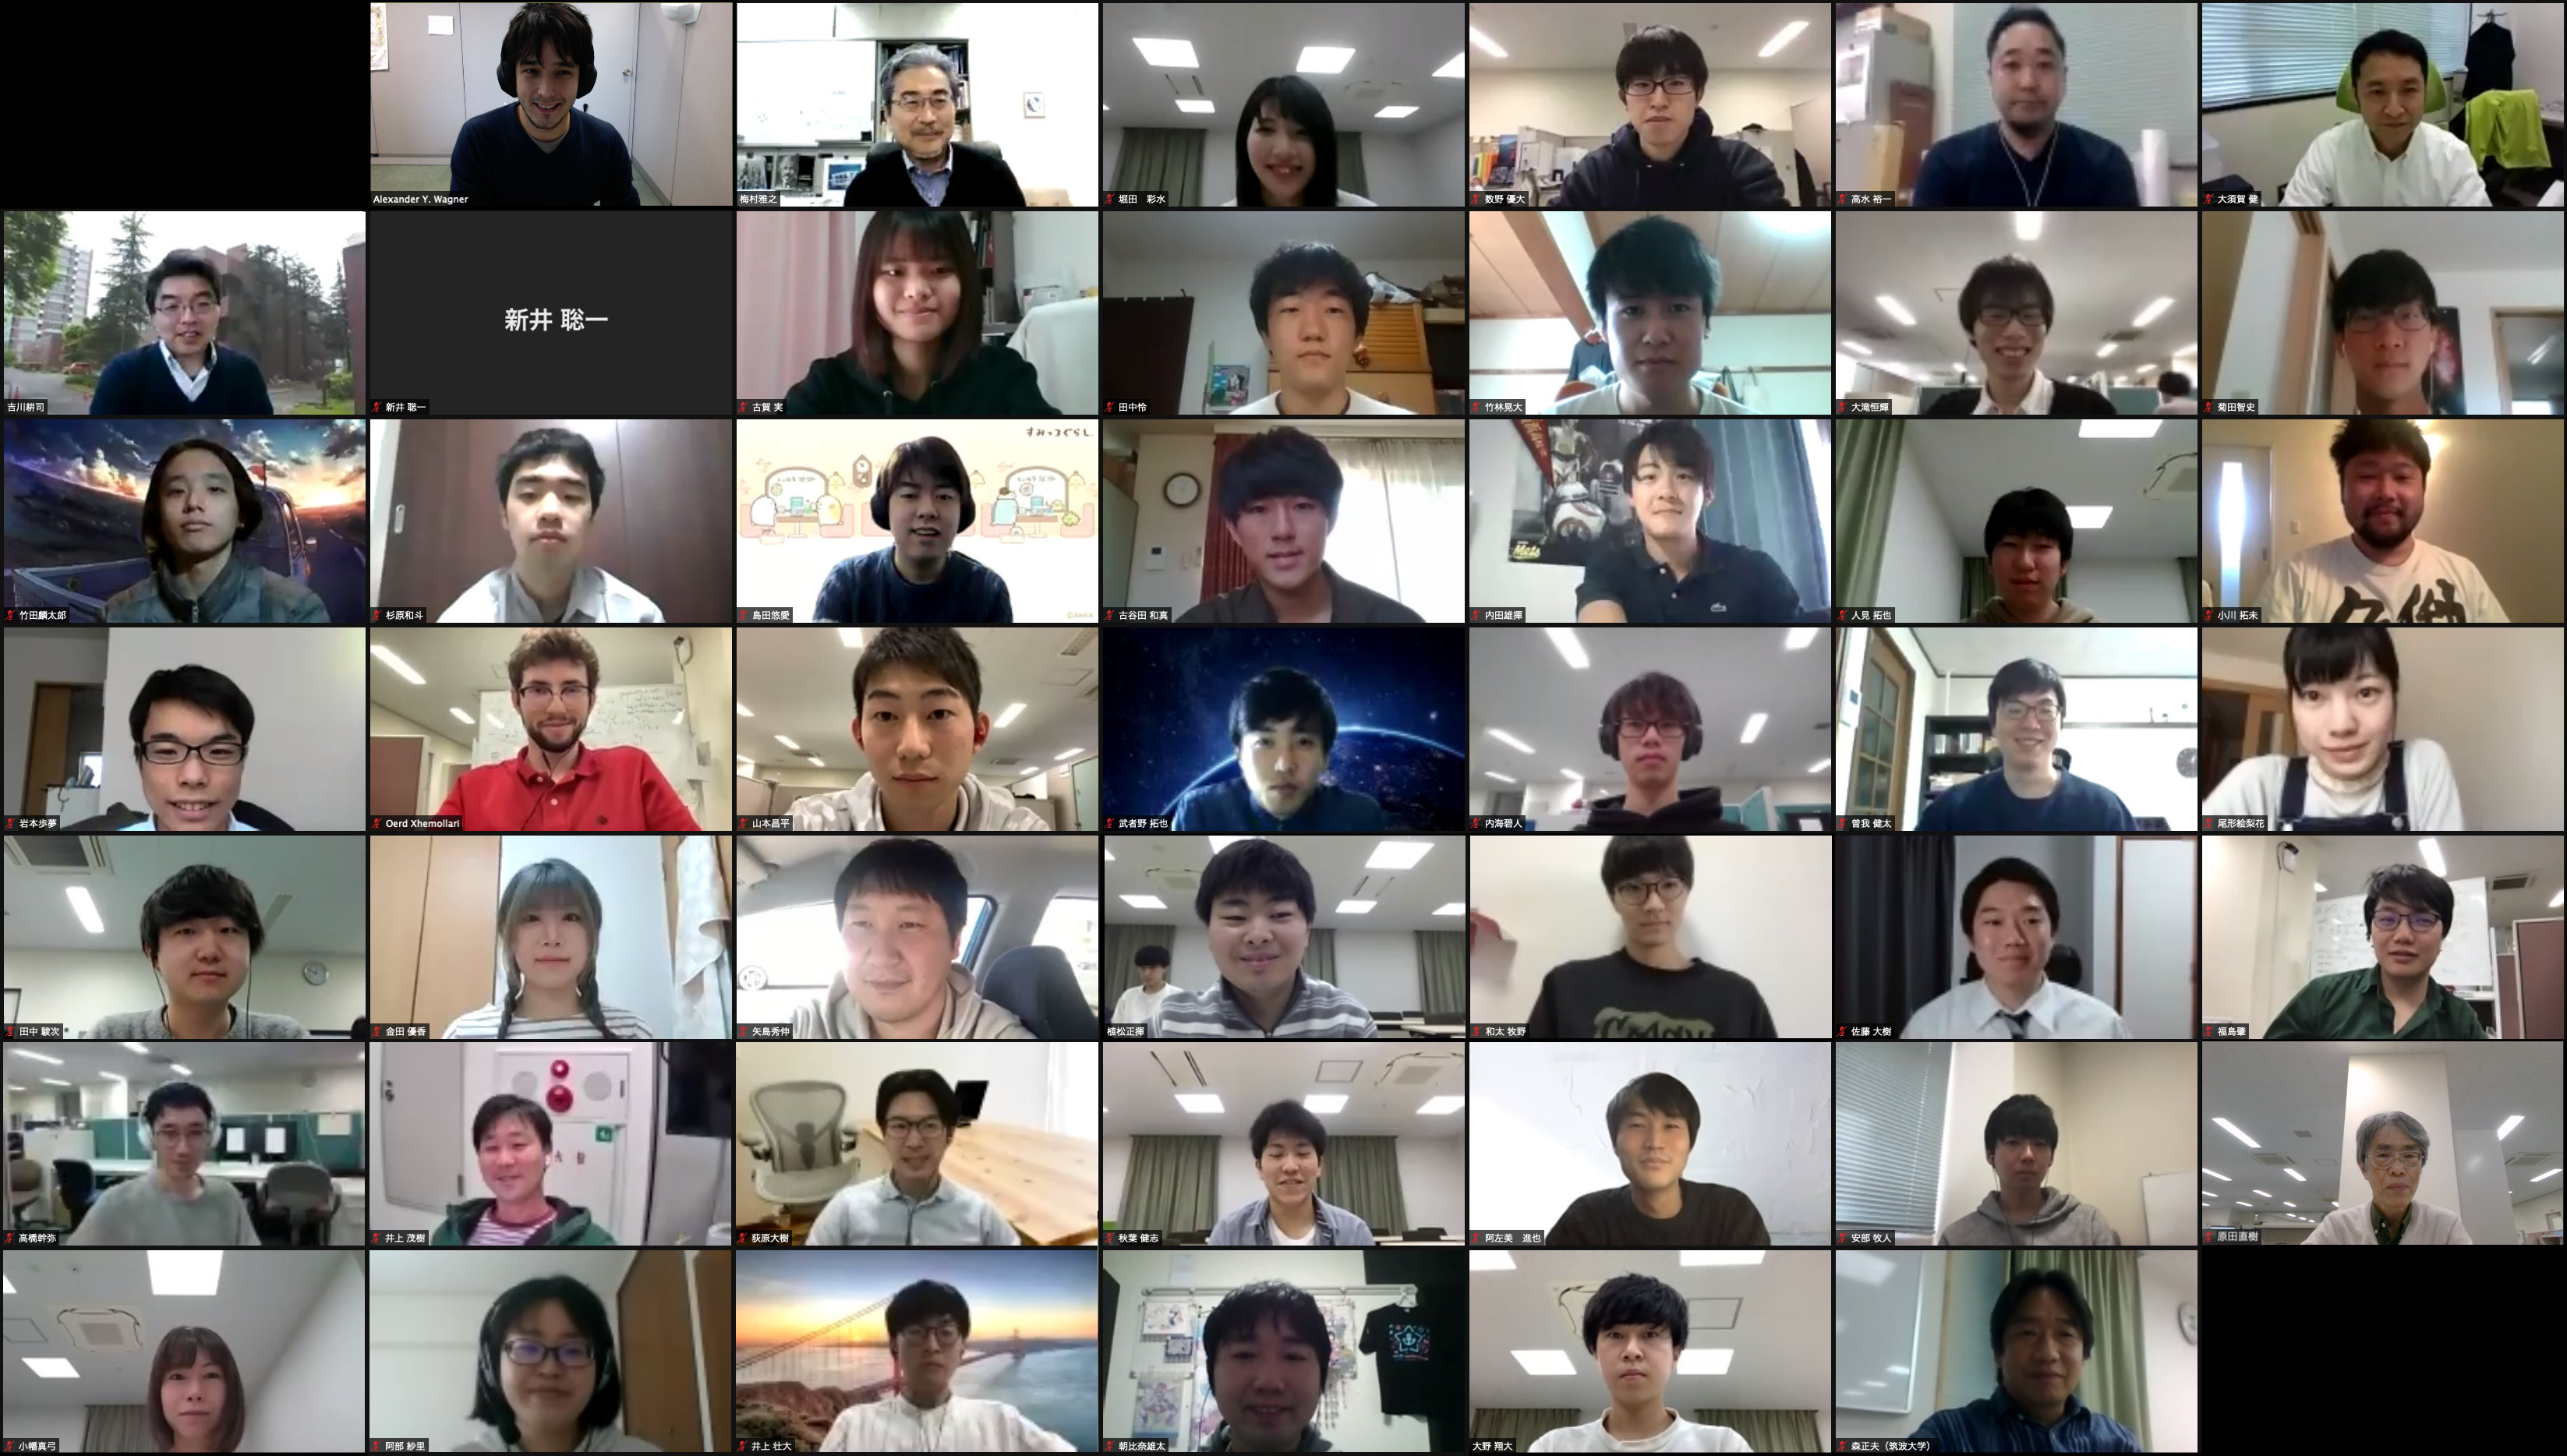 Alexander Y. Wagner
梅村雅之
堀田 彩水
数野 優大
高水 裕一
大須賀 健
吉川耕司
新井 聡一
新井 聡一
古賀 実
田中怜
竹林晃大
大滝恒輝
菊田智史
竹田麟太郎
杉原和斗
すみっコぐらし
島田悠愛
古谷田 和真
Mets
内田雄揮
人見 拓也
小川 拓未
岩本歩夢
Oerd Xhemollari
山本昌平
武者野 拓也
内海碧人
曽我 健太
尾形絵梨花
田中 駿次
金田 優香
矢島秀伸
植松正揮
和太 牧野
佐藤 大樹
福島肇
高橋幹弥
井上 茂樹
荻原大樹
秋葉 健志
阿左美 進也
安部 牧人
原田直樹
小幡真弓
阿部 紗里
井上 壮大
朝比奈雄太
大野 翔大
森正夫（筑波大学）